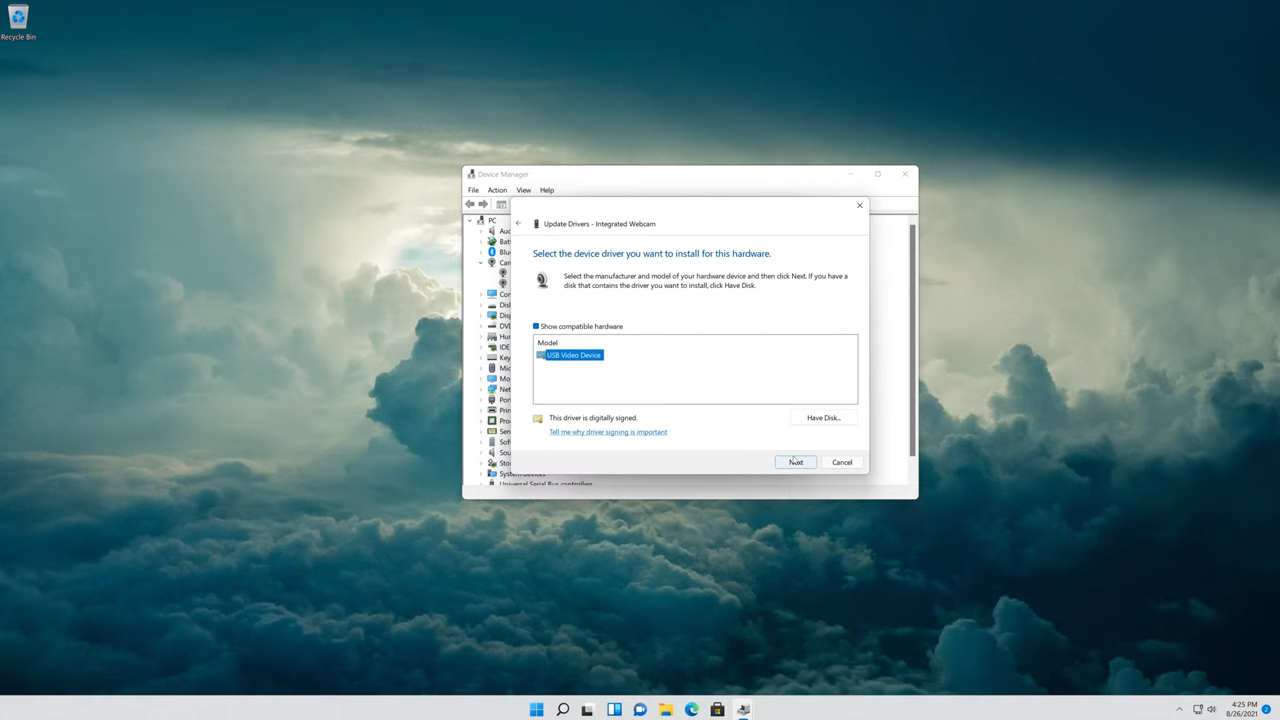 Recycle Bin
Device Manager
File Action View Help
PC
Update Drivers - Integrated Webcam
Select the device driver you want to install for this hardware.
Select the manufacturer and model of your hardware device and then click Next. If you have a
disk that contains the driver you want to install, click Have Disk.
Show compatible hardware
Model
USB Video Device
This driver is digitally signed.
Have Disk...
Tell me why driver signing is important
Next
Cancel
System devices
Universal Serial Bus controllers
4:25 PM
8/26/2021
2